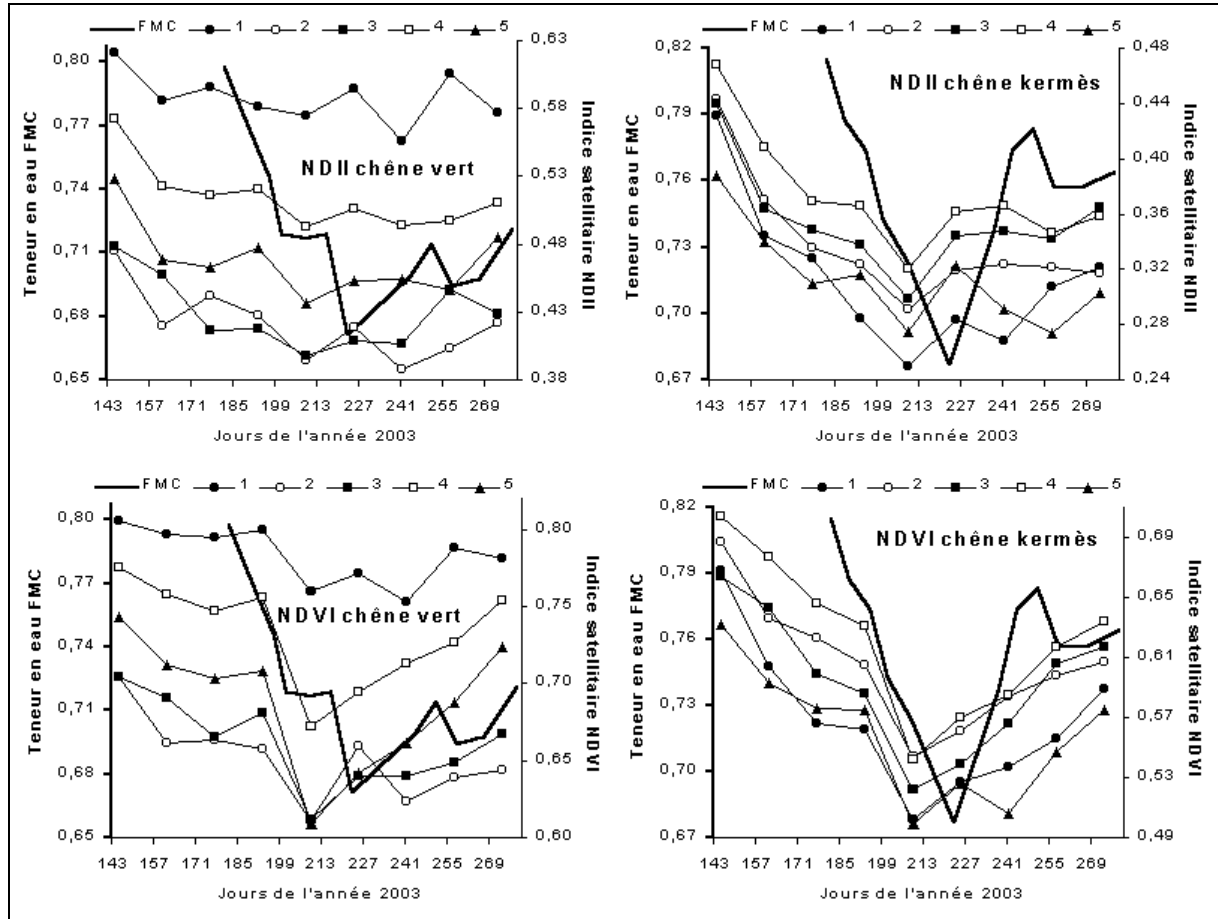 FMC 1 2 3 4 5
0,80
0,77
0,74
0,71
0,68
0,65
Teneur en eau FMC
NDII chêne vert
0,63
0,58
0,53
0,48
0,43
0,38
Indice satellitaire NDII
143 157 171 185 199 213 227 241 255 269
Jours de l'année 2003
FMC 1 2 3 4 5
0,82
0,79
0,76
0,73
0,70
0,67
Teneur en eau FMC
NDII chêne kermès
0,48
0,44
0,40
0,36
0,32
0,28
0,24
Indice satellitaire NDII
143 157 171 185 199 213 227 241 255 269
Jours de l'année 2003
FMC 1 2 3 4 5
0,80
0,77
0,74
0,71
0,68
0,65
Teneur en eau FMC
NDVI chêne vert
0,80
0,75
0,70
0,65
0,60
Indice satellitaire NDVI
143 157 171 185 199 213 227 241 255 269
Jours de l'année 2003
FMC 1 2 3 4 5
0,82
0,79
0,76
0,73
0,70
0,67
Teneur en eau FMC
NDVI chêne kermès
0,69
0,65
0,61
0,57
0,53
0,49
Indice satellitaire NDVI
143 157 171 185 199 213 227 241 255 269
Jours de l'année 2003